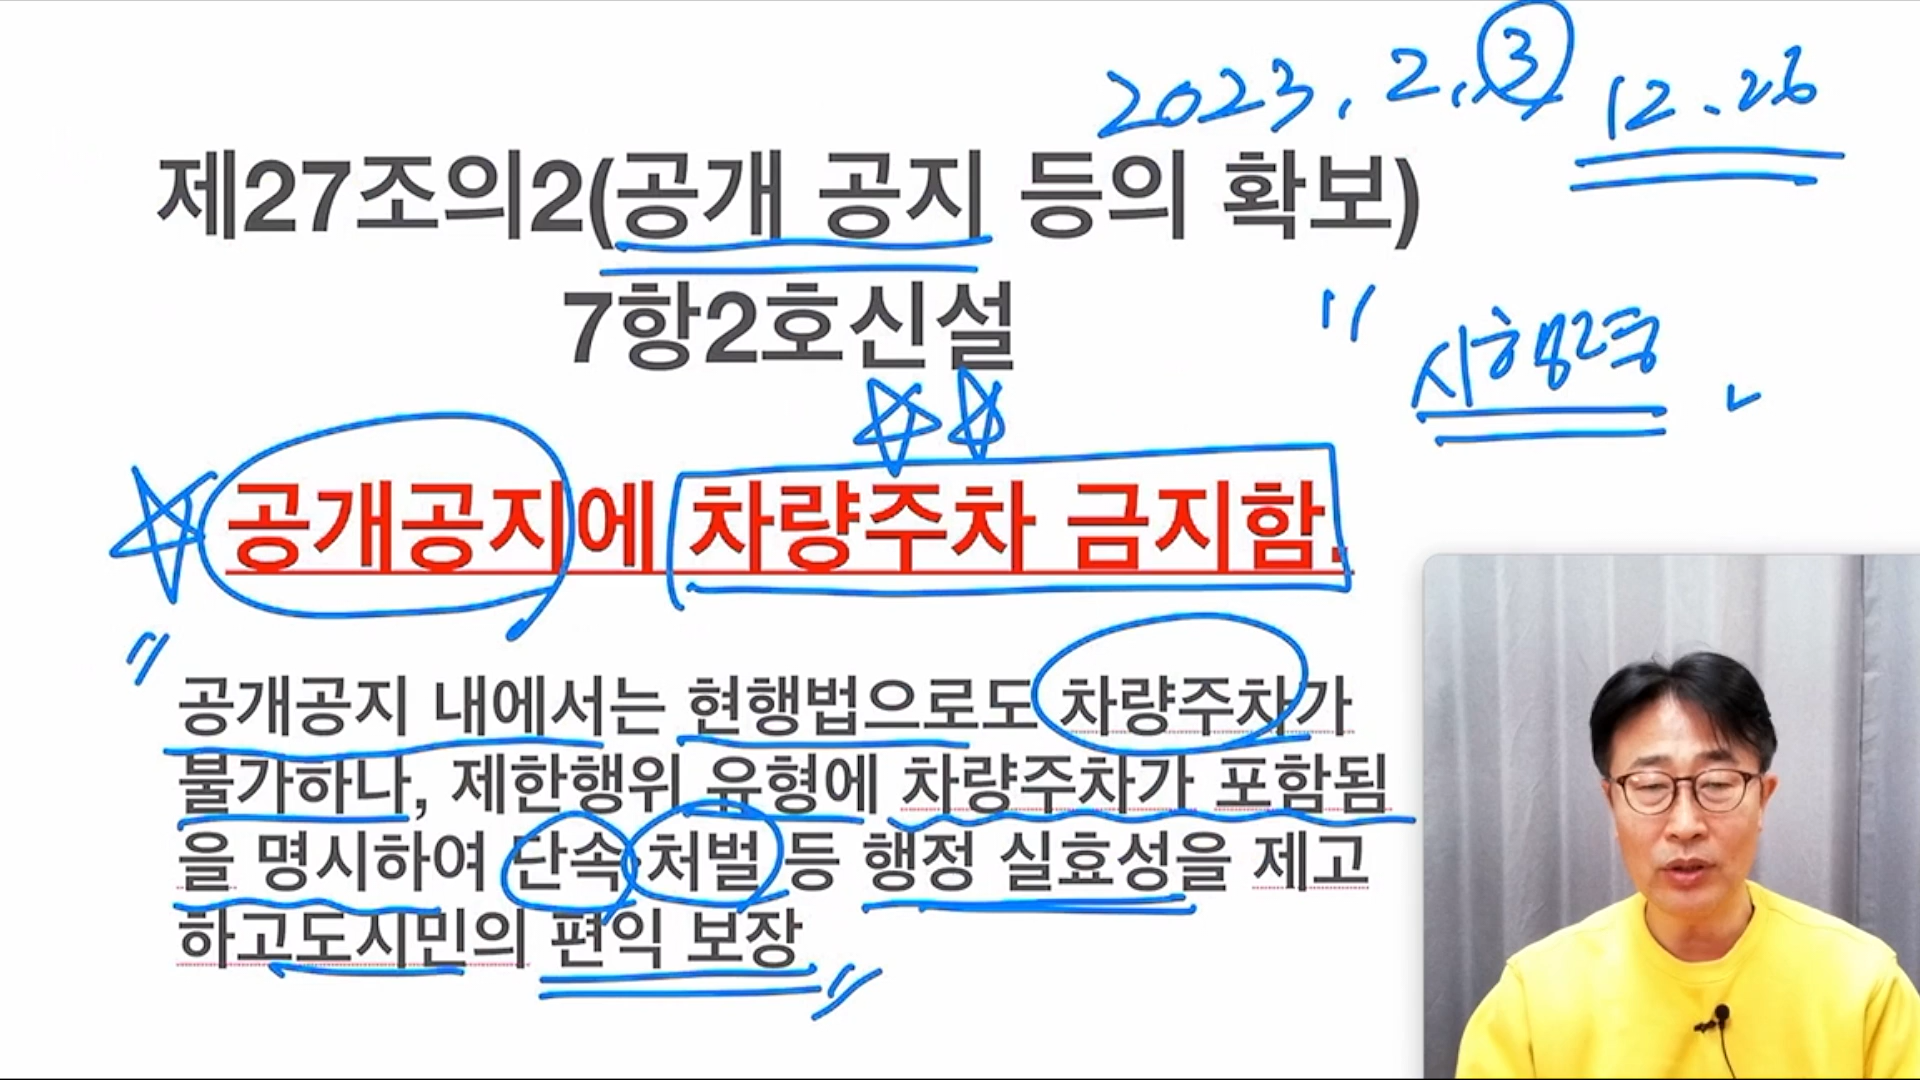 2023. 2. 3 12.26
제27조의2(공개 공지 등의 확보)
7항2호신설
시행령
공개공지에 차량주차 금지함.
공개공지 내에서는 현행법으로도 차량주차가
불가하나, 제한행위 유형에 차량주차가 포함됨
을 명시하여 단속·처벌 등 행정 실효성을 제고
하고도시민의 편익 보장